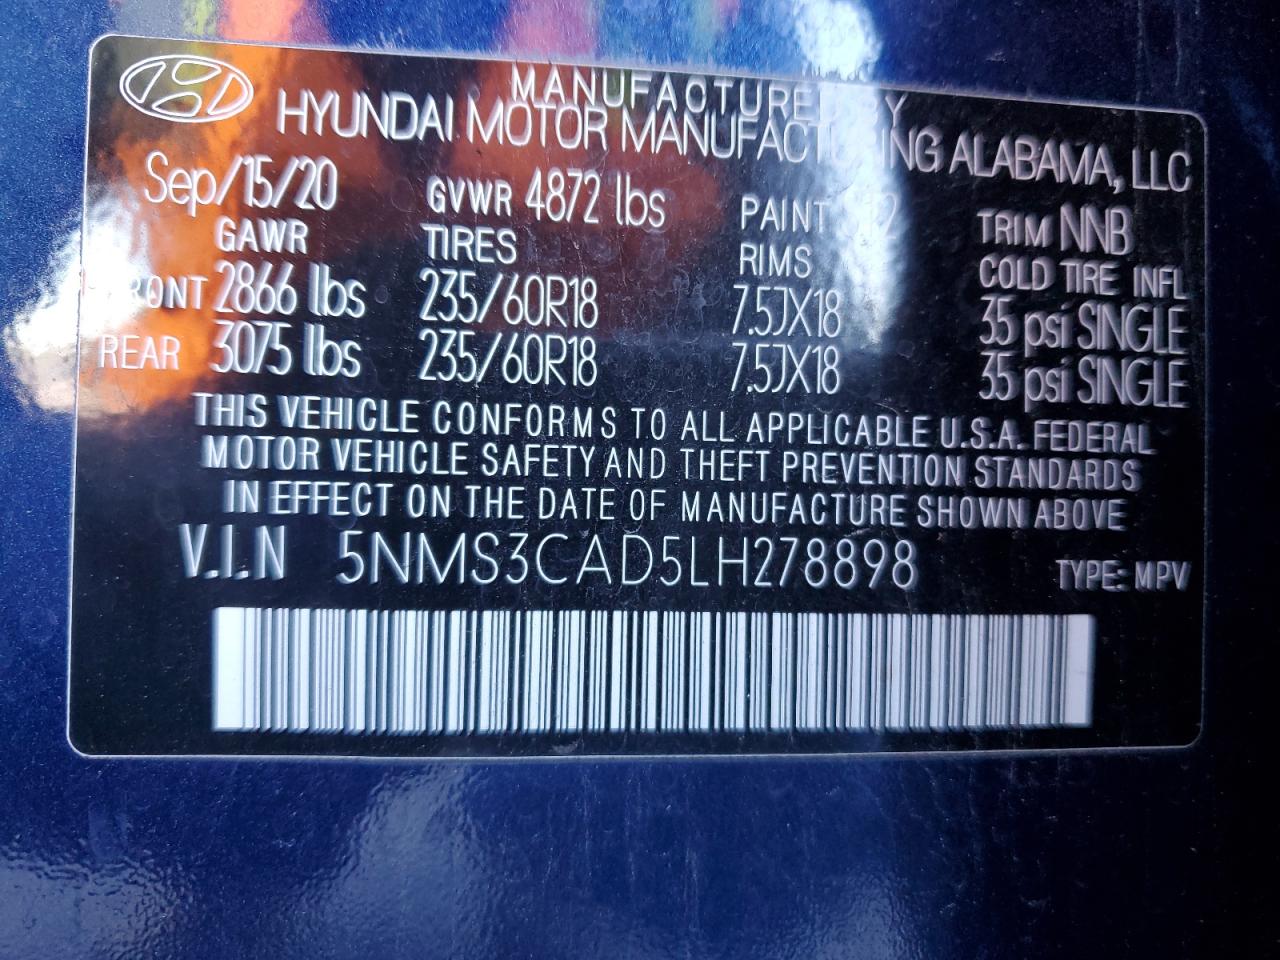 MANUFACTURED BY
HYUNDAI MOTOR MANUFACTURING ALABAMA, LLC
Sep/15/20 GVWR 4872 lbs PAINT TRIM NNB
GAWR TIRES RIMS COLD TIRE INFL
FRONT 2866 lbs 235/60R18 7.5JX18 35 psi SINGLE
REAR 3075 lbs 235/60R18 7.5JX18 35 psi SINGLE
THIS VEHICLE CONFORMS TO ALL APPLICABLE U.S.A. FEDERAL
MOTOR VEHICLE SAFETY AND THEFT PREVENTION STANDARDS
IN EFFECT ON THE DATE OF MANUFACTURE SHOWN ABOVE
V.I.N 5NMS3CAD5LH278898 TYPE: MPV